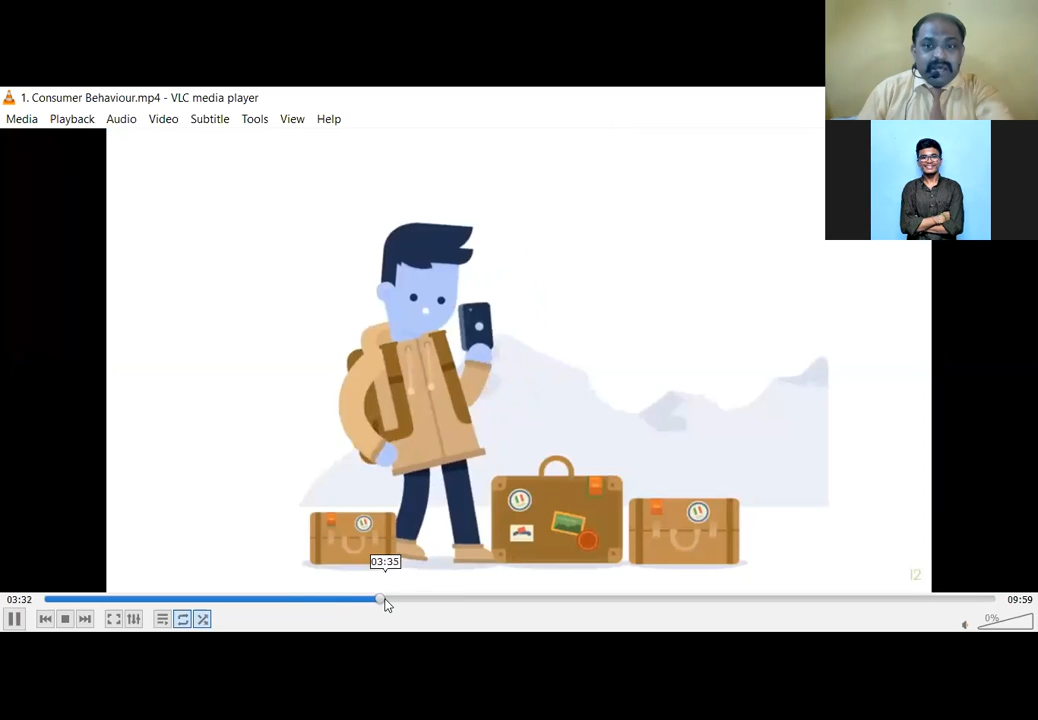 1. Consumer Behaviour.mp4 - VLC media player
Media Playback Audio Video Subtitle Tools View Help
12
03:35
03:32
09:59
0%